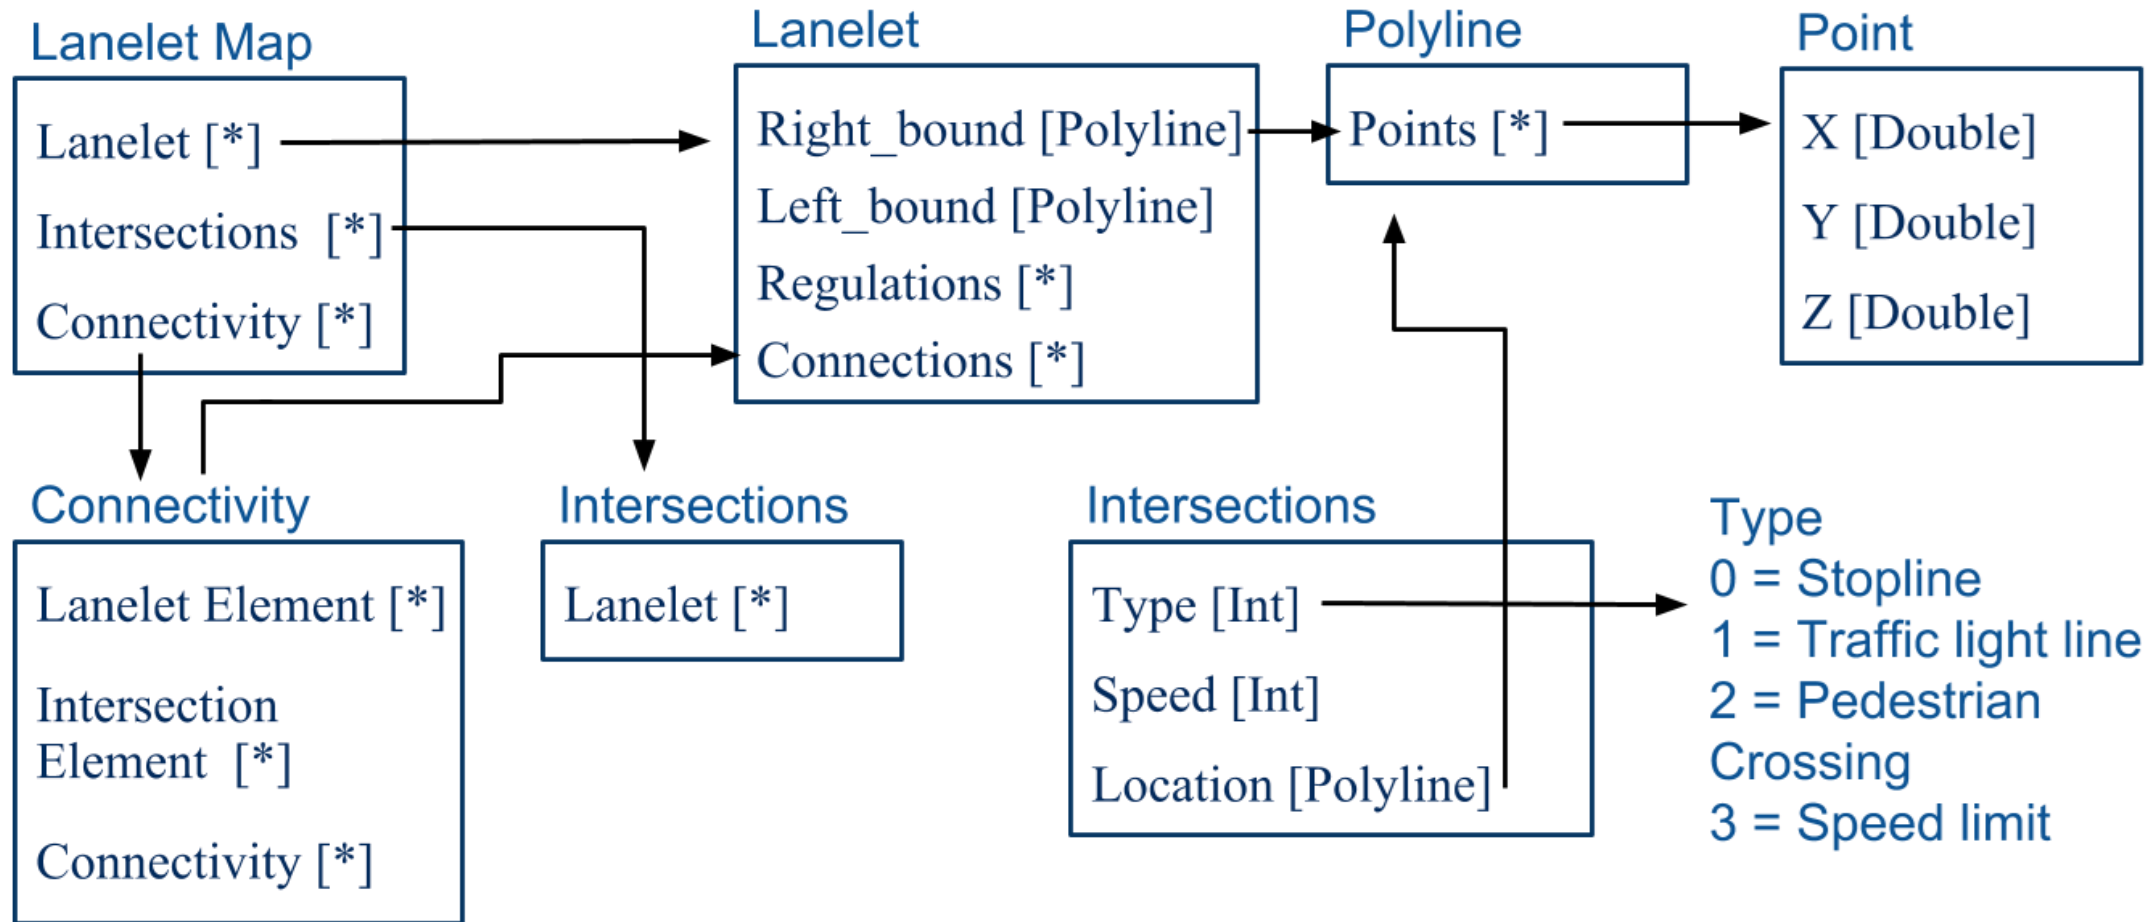 Lanelet Map
Lanelet [*]
Intersections [*]
Connectivity [*]
Lanelet
Right_bound [Polyline]
Left_bound [Polyline]
Regulations [*]
Connections [*]
Polyline
Points [*]
Point
X [Double]
Y [Double]
Z [Double]
Connectivity
Lanelet Element [*]
Intersection
Element [*]
Connectivity [*]
Intersections
Lanelet [*]
Intersections
Type [Int]
Speed [Int]
Location [Polyline]
Type
0 = Stopline
1 = Traffic light line
2 = Pedestrian
Crossing
3 = Speed limit